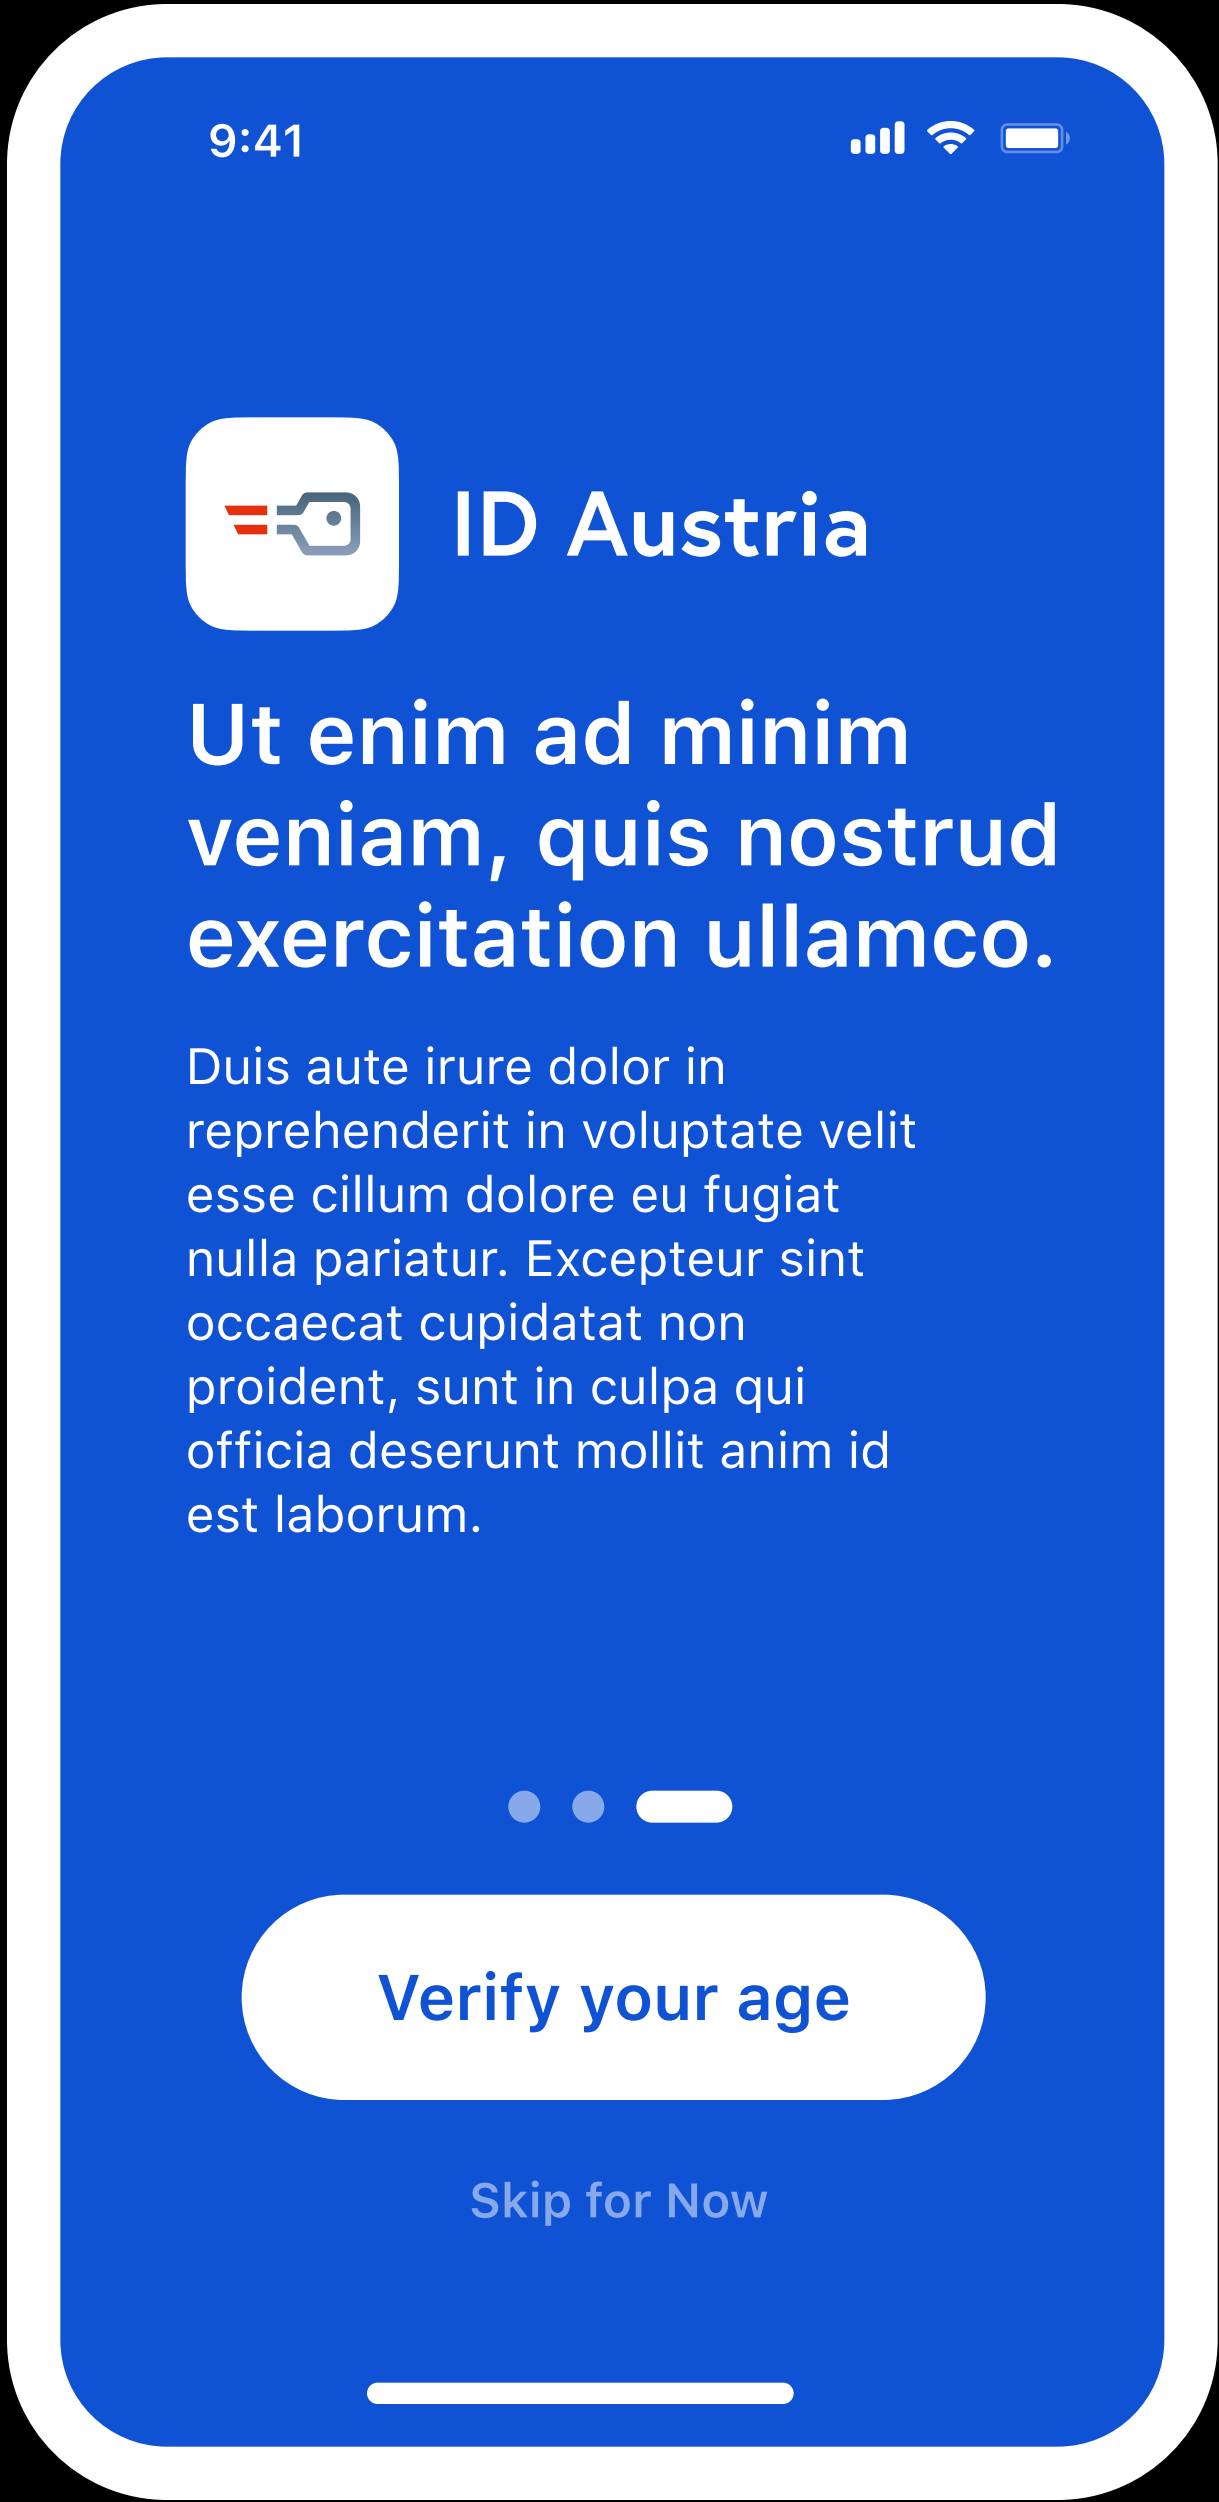 9:41
ID Austria
Ut enim ad minim
veniam, quis nostrud
exercitation ullamco.
Duis aute irure dolor in
reprehenderit in voluptate velit
esse cillum dolore eu fugiat
nulla pariatur. Excepteur sint
occaecat cupidatat non
proident, sunt in culpa qui
officia deserunt mollit anim id
est laborum.
Verify your age
Skip for Now